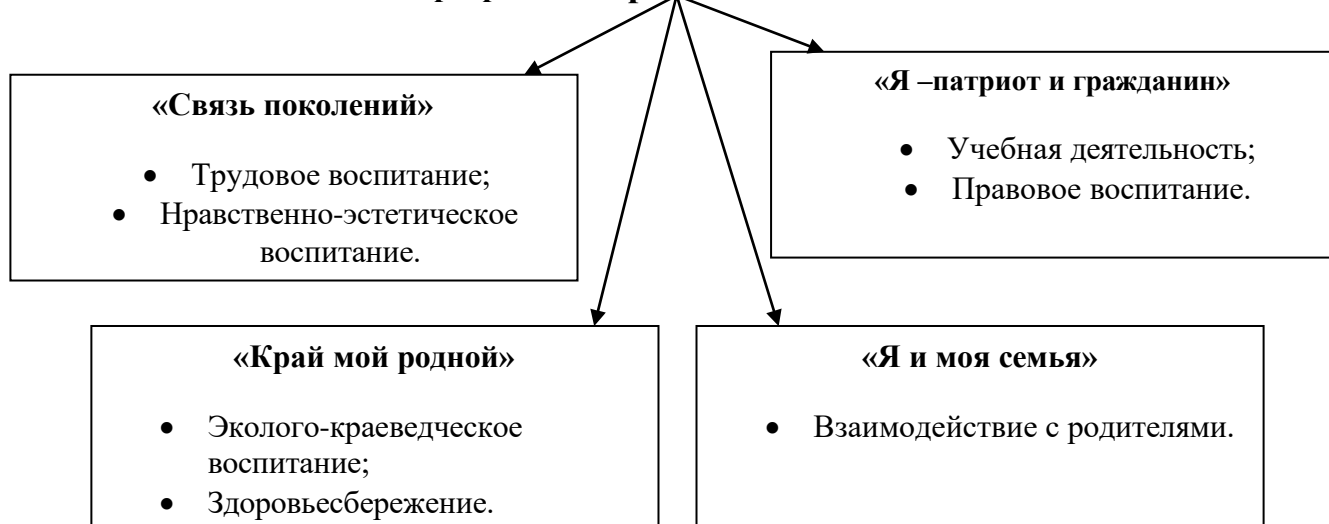 «Связь поколений»
• Трудовое воспитание;
• Нравственно-эстетическое
воспитание.
«Я –патриот и гражданин»
• Учебная деятельность;
• Правовое воспитание.
«Край мой родной»
• Эколого-краеведческое
воспитание;
• Здоровьесбережение.
«Я и моя семья»
• Взаимодействие с родителями.